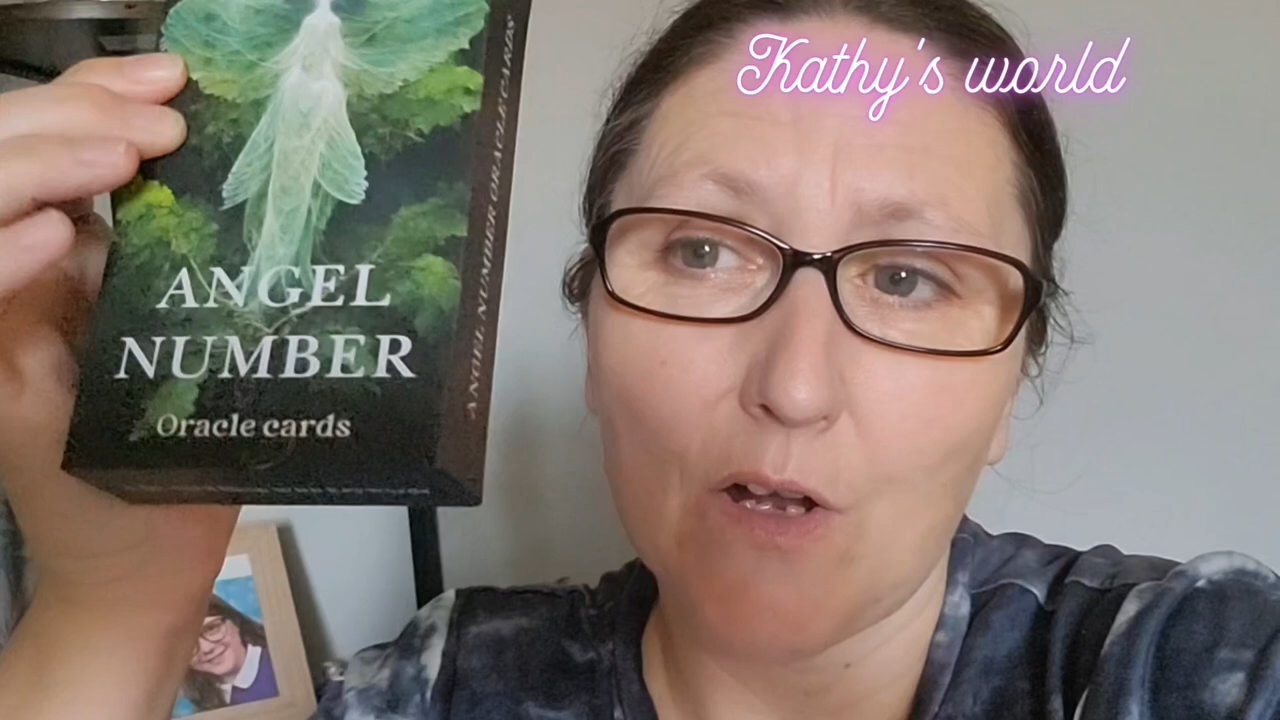 Kathy's world
ANGEL
NUMBER
Oracle cards
ANGEL NUMBER ORACLE CARDS